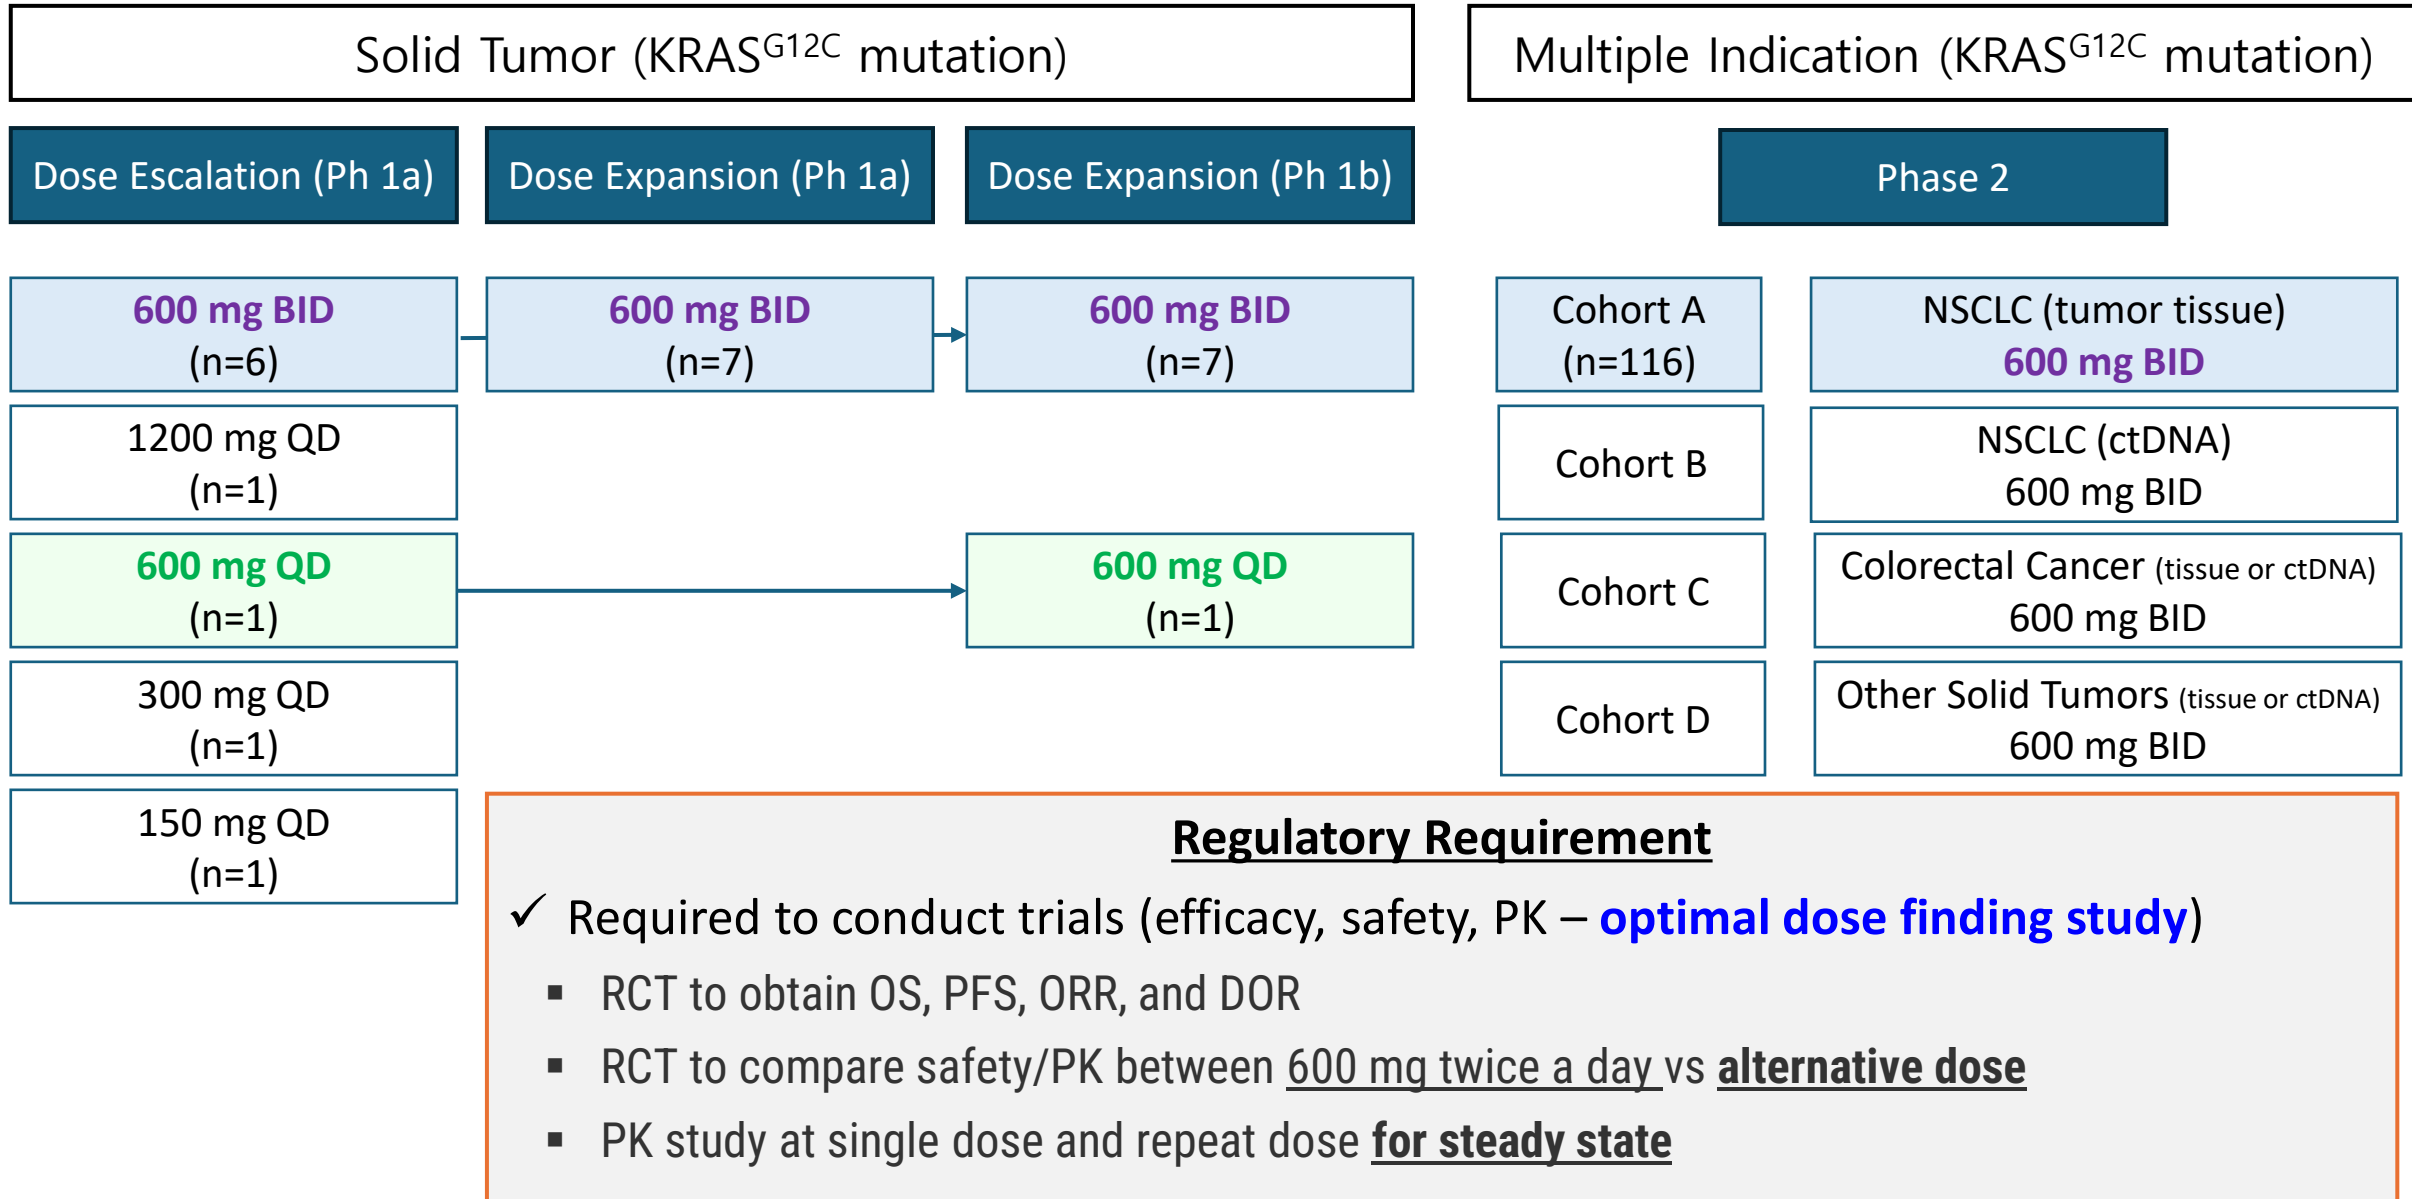 Solid Tumor (KRASG12C mutation)
Multiple Indication (KRASG12C mutation)
Dose Escalation (Ph 1a)
Dose Expansion (Ph 1a)
Dose Expansion (Ph 1b)
Phase 2
600 mg BID
(n=6)
600 mg BID
(n=7)
600 mg BID
(n=7)
Cohort A
(n=116)
NSCLC (tumor tissue)
600 mg BID
1200 mg QD
(n=1)
Cohort B
NSCLC (ctDNA)
600 mg BID
600 mg QD
(n=1)
600 mg QD
(n=1)
Cohort C
Colorectal Cancer (tissue or ctDNA)
600 mg BID
300 mg QD
(n=1)
Cohort D
Other Solid Tumors (tissue or ctDNA)
600 mg BID
150 mg QD
(n=1)
Regulatory Requirement
✓ Required to conduct trials (efficacy, safety, PK – optimal dose finding study)
▪ RCT to obtain OS, PFS, ORR, and DOR
▪ RCT to compare safety/PK between 600 mg twice a day vs alternative dose
▪ PK study at single dose and repeat dose for steady state